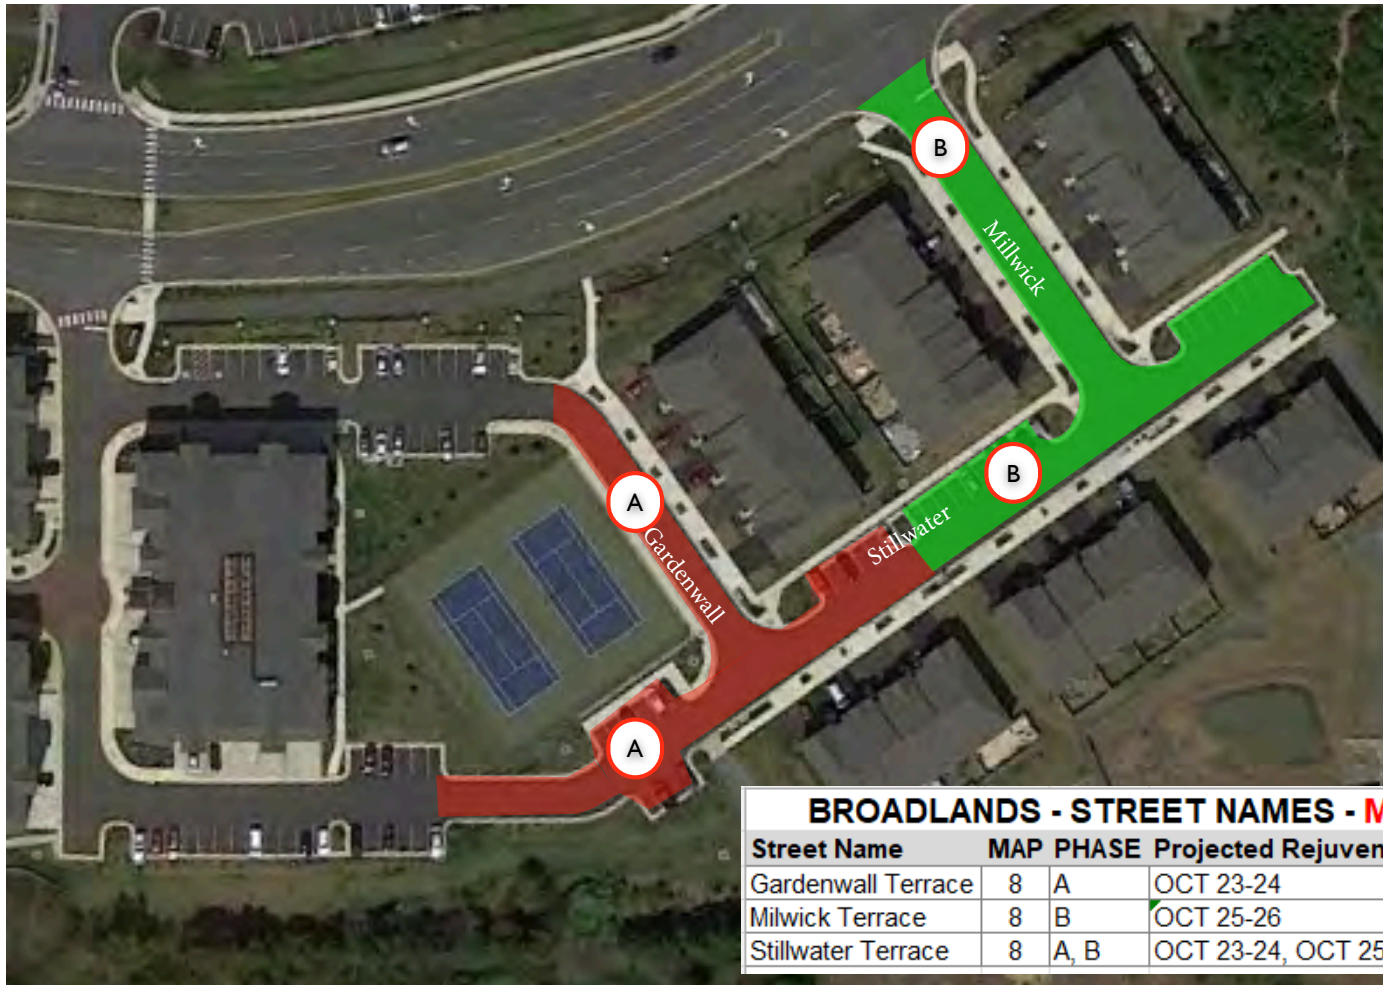 B
Millwick
B
A
Stillwater
Gardenwall
A
BROADLANDS - STREET NAMES -
Street Name MAP PHASE Projected
Gardenwall Terrace 8 A OCT 23-24
Milwick Terrace 8 B OCT 25-26
Stillwater Terrace 8 A, B OCT 23-24, OCT 25